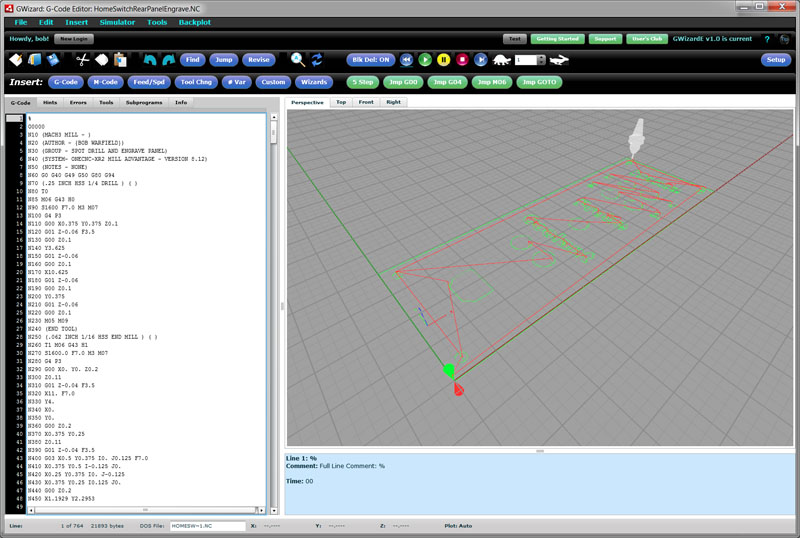 GWizard: G-Code Editor: HomeSwitchRearPanelEngrave.NC
File Edit Insert Simulator Tools Backplot
Howdy, bob! New Login Test Getting Started Support User's Club GWizardE v1.0 is current ?
Find Jump Revise Blk Del: ON 1 Setup
Insert: G-Code M-Code Feed/Spd Tool Chng # Var Custom Wizards 5 Step Jmp G00 Jmp G04 Jmp M06 Jmp GOTO
G-Code Hints Errors Tools Subprograms Info Perspective Top Front Right
1 %
2 O0000
3 N10 (MACH3 MILL - )
4 N20 (AUTHOR - (BOB WARFIELD))
5 N30 (GROUP - SPOT DRILL AND ENGRAVE PANEL)
6 N40 (SYSTEM- ONECNC-XR2 MILL ADVANTAGE - VERSION 8.12)
7 N50 (NOTES - NONE)
8 N60 G0 G40 G49 G50 G80 G94
9 N70 (.25 INCH HSS 1/4 DRILL ) ( )
10 N80 T0
11 N85 M06 G43 H0
12 N90 S1600 F7.0 M3 M07
13 N100 G4 P3
14 N110 G00 X0.375 Y0.375 Z0.1
15 N120 G01 Z-0.06 F3.5
16 N130 G00 Z0.1
17 N140 Y3.625
18 N150 G01 Z-0.06
19 N160 G00 Z0.1
20 N170 X10.625
21 N180 G01 Z-0.06
22 N190 G00 Z0.1
23 N200 Y0.375
24 N210 G01 Z-0.06
25 N220 G00 Z0.1
26 N230 M05 M09
27 N240 (END TOOL)
28 N250 (.062 INCH 1/16 HSS END MILL ) ( )
29 N260 T1 M06 G43 H1
30 N270 S1600.0 F7.0 M3 M07
31 N280 G4 P3
32 N290 G00 X0. Y0. Z0.2
33 N300 Z0.11
34 N310 G01 Z-0.04 F3.5
35 N320 X11. F7.0
36 N330 Y4.
37 N340 X0.
38 N350 Y0.
39 N360 G00 Z0.2
40 N370 X0.375 Y0.25
41 N380 Z0.11
42 N390 G01 Z-0.04 F3.5
43 N400 G03 X0.5 Y0.375 I0. J0.125 F7.0
44 N410 X0.375 Y0.5 I-0.125 J0.
45 N420 X0.25 Y0.375 I0. J-0.125
46 N430 X0.375 Y0.25 I0.125 J0.
47 N440 G00 Z0.2
48 N450 X1.1929 Y2.2953
49
Line 1: %
Comment: Full Line Comment: %
Time: 00
Line: 1 of 764 21893 bytes DOS File: HOMESW~1.NC X: --.---- Y: --.---- Z: --.---- Plot: Auto